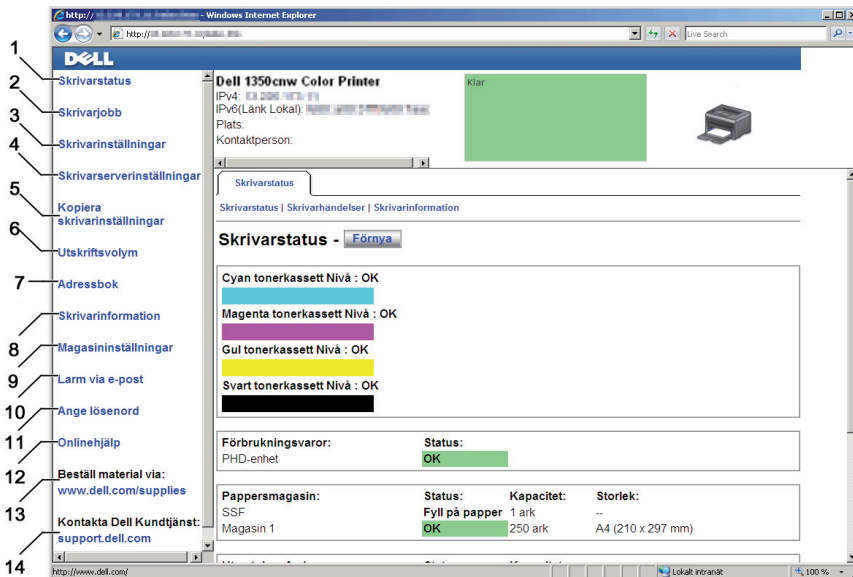 http:// - Windows Internet Explorer
http://
Live Search
DELL
1
2
3
4
5
6
7
8
9
10
11
12
13
14
Skrivarstatus
Skrivarjobb
Skrivarinställningar
Skrivarserverinställningar
Kopiera
skrivarinställningar
Utskriftsvolym
Adressbok
Skrivarinformation
Magasininställningar
Larm via e-post
Ange lösenord
Onlinehjälp
Beställ material via:
www.dell.com/supplies
Kontakta Dell Kundtjänst:
support.dell.com
Dell 1350cnw Color Printer
IPv4:
IPv6(Länk Lokal):
Plats:
Kontaktperson:
Klar
Skrivarstatus
Skrivarstatus | Skrivarhändelser | Skrivarinformation
Skrivarstatus - Förnya
Cyan tonerkassett Nivå : OK
Magenta tonerkassett Nivå : OK
Gul tonerkassett Nivå : OK
Svart tonerkassett Nivå : OK
Förbrukningsvaror: Status:
PHD-enhet OK
Pappersmagasin: Status: Kapacitet: Storlek:
SSF Fyll på papper 1 ark --
Magasin 1 OK 250 ark A4 (210 x 297 mm)
http://www.dell.com/
Lokalt intranät
100 %